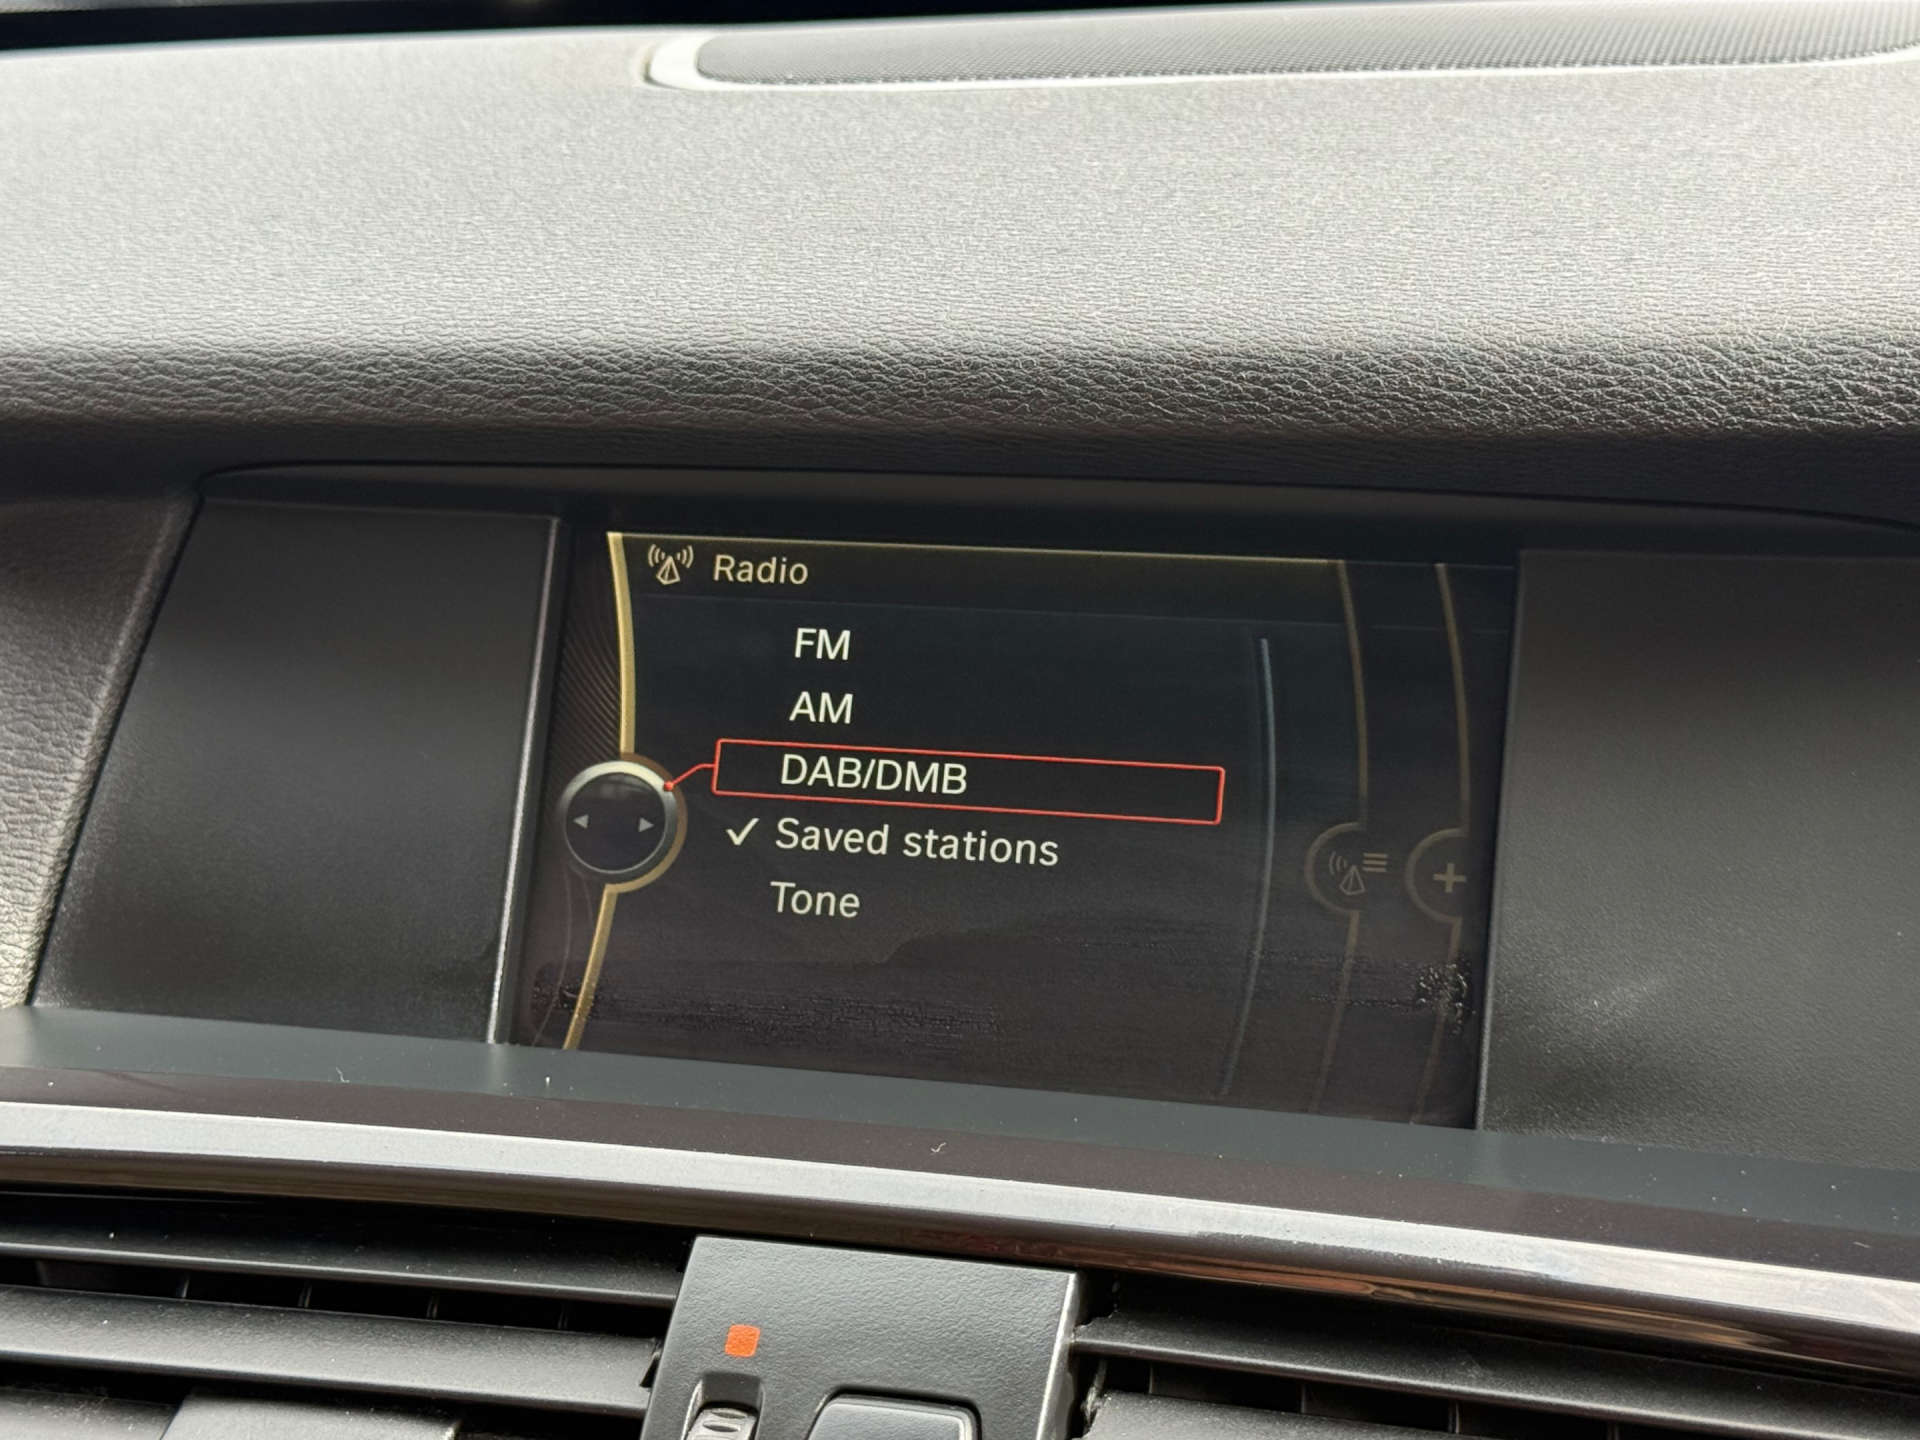 Radio
FM
AM
DAB/DMB
✓ Saved stations
Tone